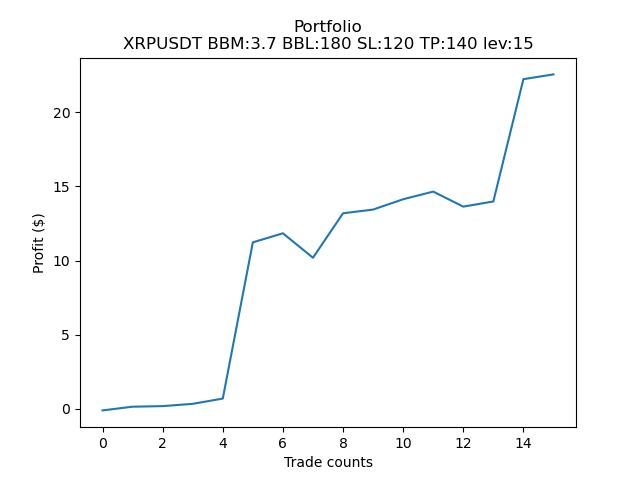 Portfolio
XRPUSDT BBM:3.7 BBL:180 SL:120 TP:140 lev:15
20
15
10
5
0
Profit ($)
0 2 4 6 8 10 12 14
Trade counts